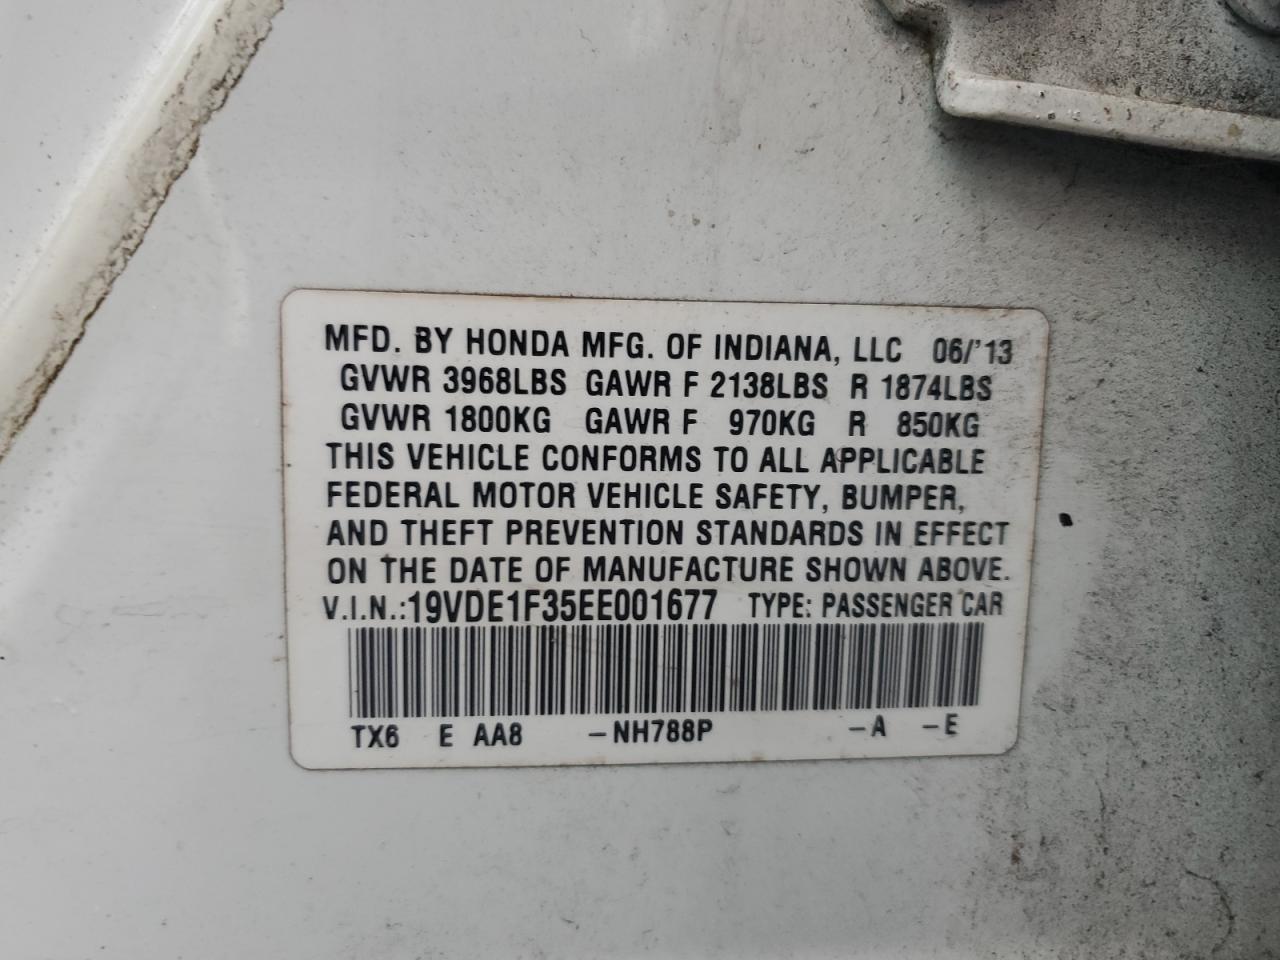 MFD. BY HONDA MFG. OF INDIANA, LLC 06/'13
GVWR 3968LBS GAWR F 2138LBS R 1874LBS
GVWR 1800KG GAWR F 970KG R 850KG
THIS VEHICLE CONFORMS TO ALL APPLICABLE
FEDERAL MOTOR VEHICLE SAFETY, BUMPER,
AND THEFT PREVENTION STANDARDS IN EFFECT
ON THE DATE OF MANUFACTURE SHOWN ABOVE.
V.I.N.:19VDE1F35EE001677 TYPE: PASSENGER CAR
TX6 E AA8 -NH788P -A -E